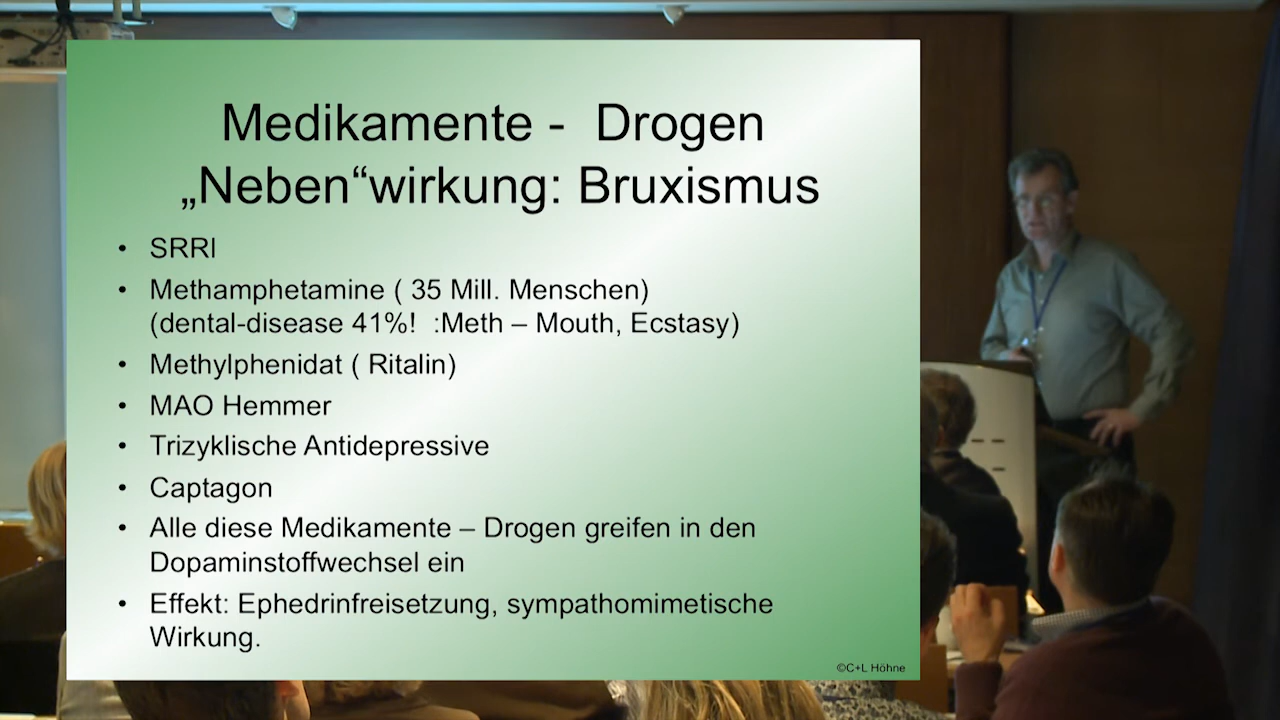 Medikamente - Drogen
„Neben“wirkung: Bruxismus
• SRRI
• Methamphetamine ( 35 Mill. Menschen)
(dental-disease 41%! :Meth – Mouth, Ecstasy)
• Methylphenidat ( Ritalin)
• MAO Hemmer
• Trizyklische Antidepressive
• Captagon
• Alle diese Medikamente – Drogen greifen in den
Dopaminstoffwechsel ein
• Effekt: Ephedrinfreisetzung, sympathomimetische
Wirkung.
©C+L Höhne